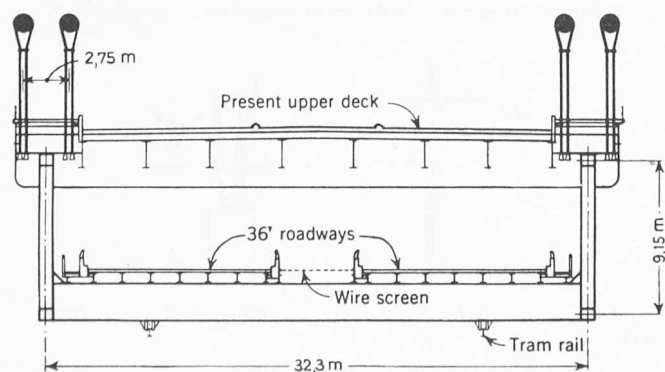 2,75 m
Present upper deck
36' roadways
Wire screen
9,15 m
Tram rail
32,3 m